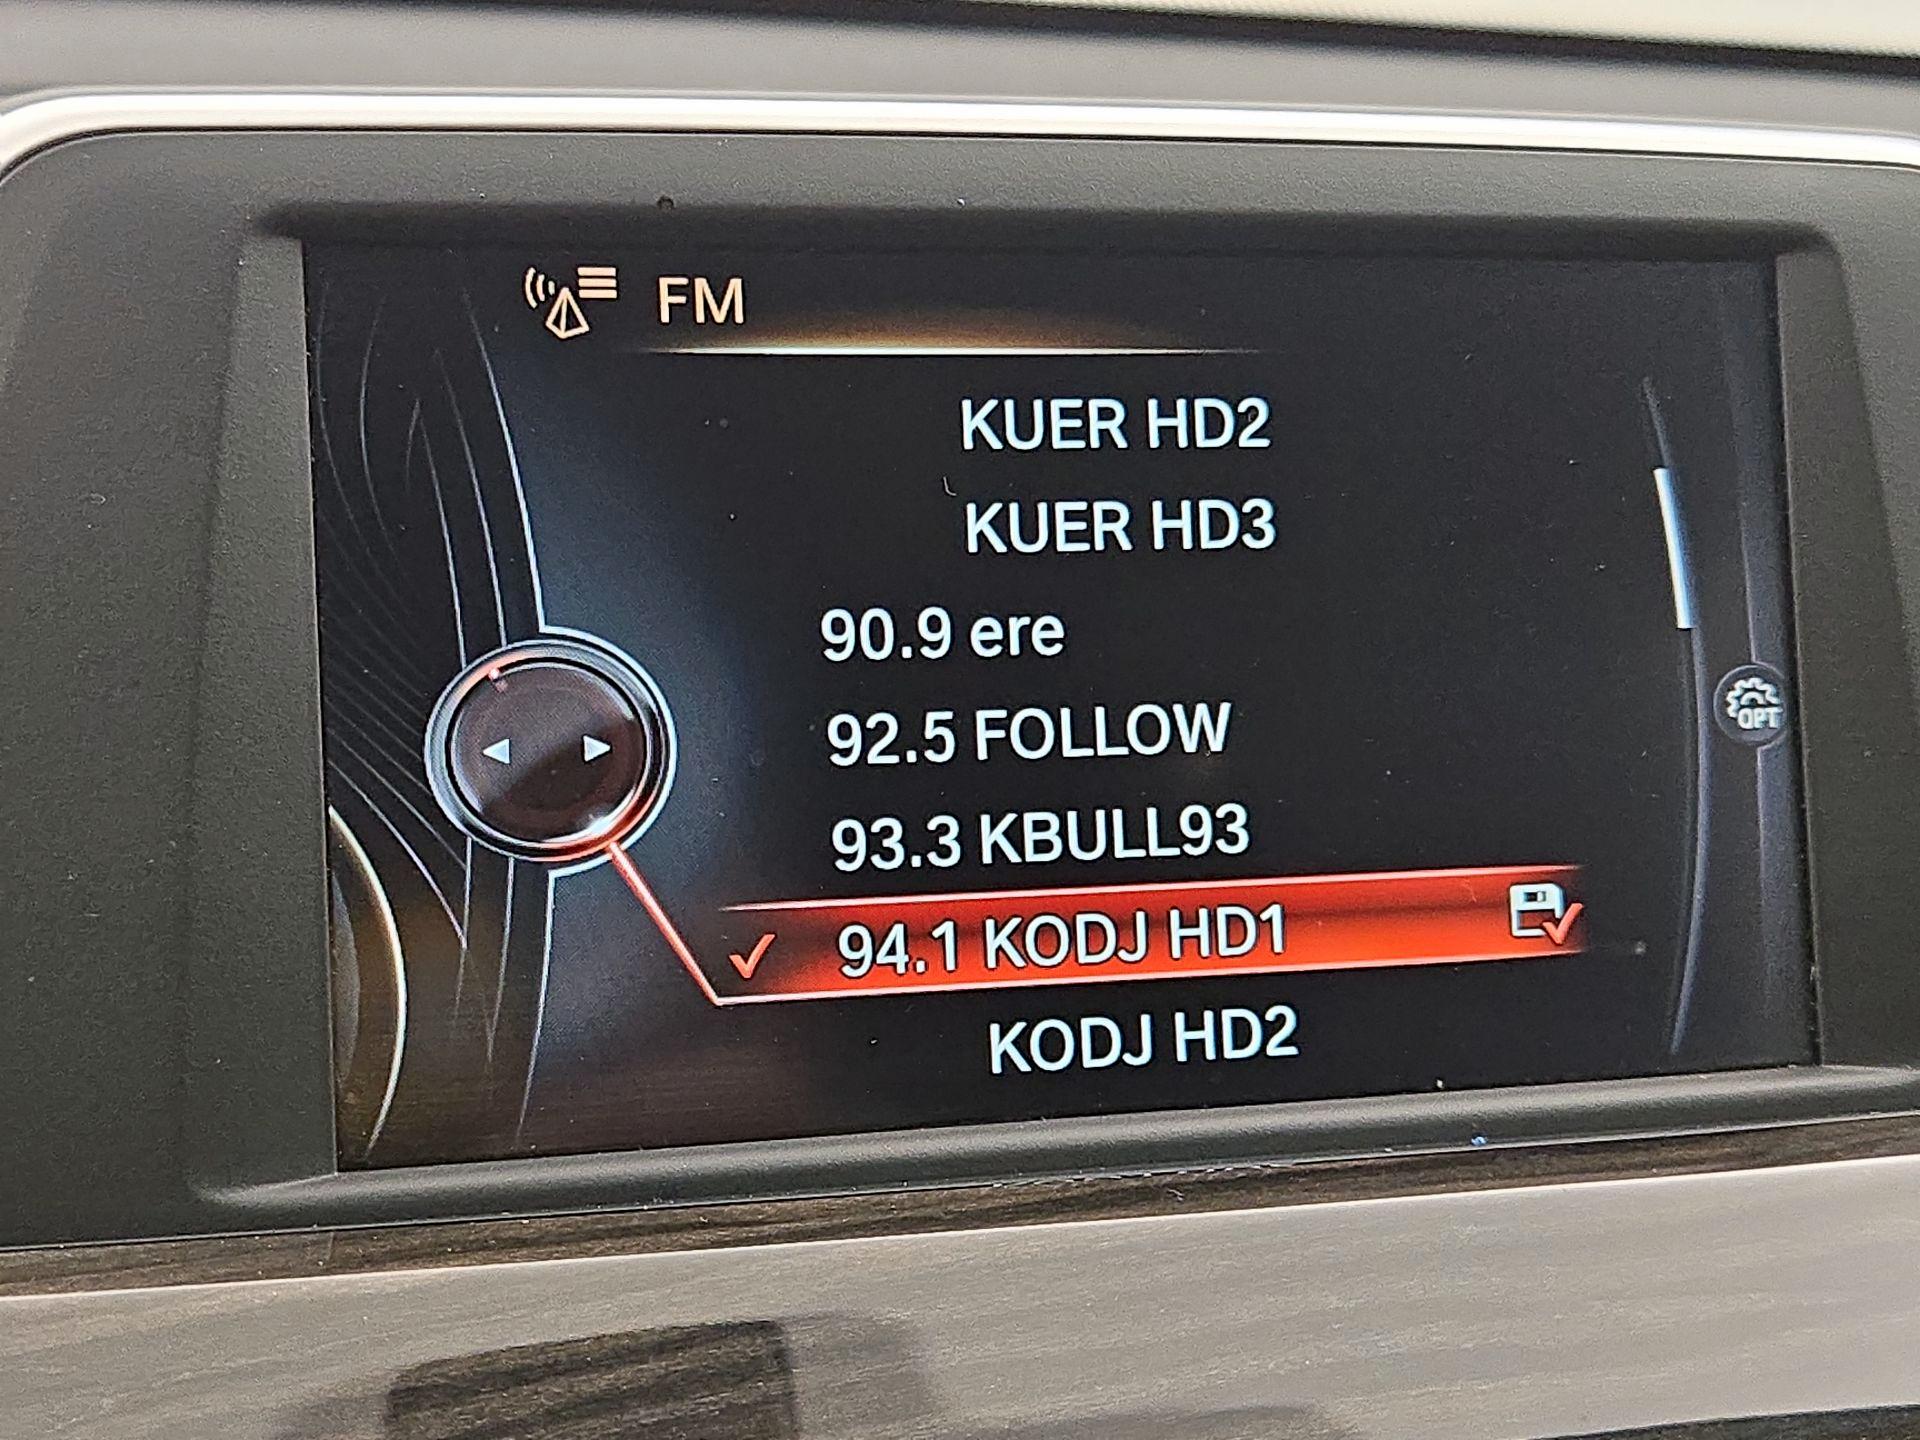 FM
KUER HD2
KUER HD3
90.9 ere
92.5 FOLLOW
93.3 KBULL93
OPT
94.1 KODJ HD1
KODJ HD2